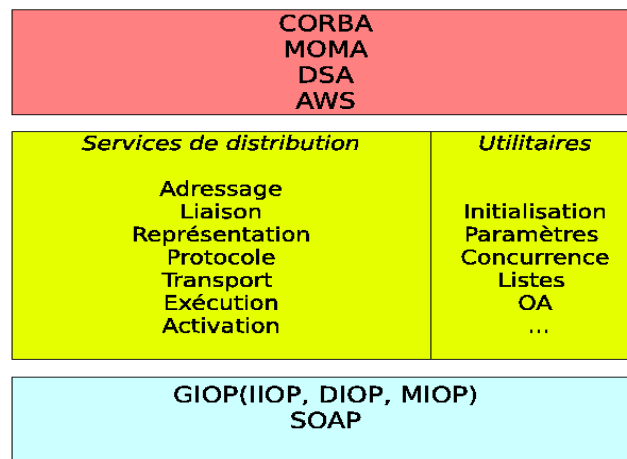 CORBA
MOMA
DSA
AWS
Services de distribution
Adressage
Liaison
Représentation
Protocole
Transport
Exécution
Activation
Utilitaires
Initialisation
Paramètres
Concurrence
Listes
OA
...
GIOP(IIOP, DIOP, MIOP)
SOAP